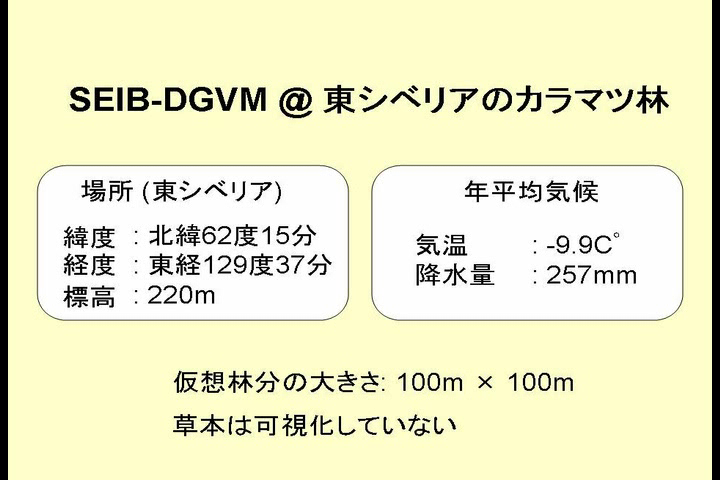 SEIB-DGVM @ 東シベリアのカラマツ林
場所 (東シベリア)
緯度 : 北緯62度15分
経度 : 東経129度37分
標高 : 220m
年平均気候
気温 : -9.9C゜
降水量 : 257mm
仮想林分の大きさ: 100m × 100m
草本は可視化していない